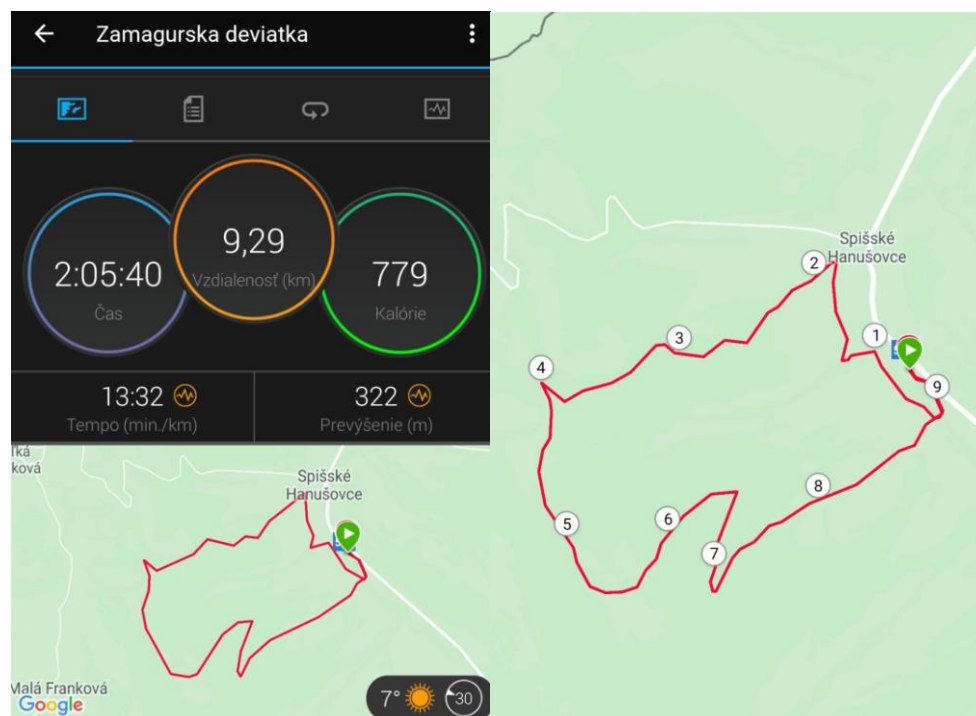 Zamagurska deviatka
2:05:40
Čas
9,29
Vzdialenosť (km)
779
Kalórie
13:32
Tempo (min./km)
322
Prevýšenie (m)
ková
Spišské
Hanušovce
Malá Franková
Google
7°
30
Spišské
Hanušovce
1
2
3
4
5
6
7
8
9